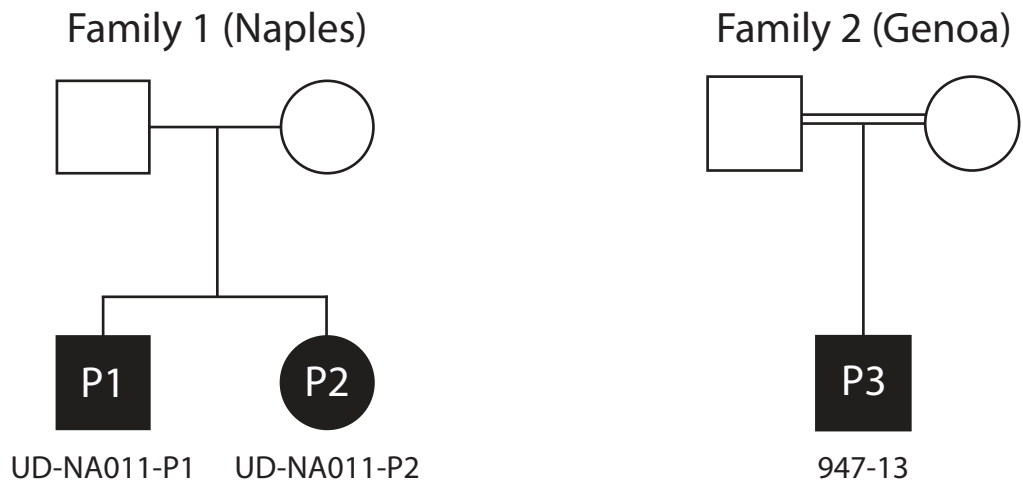 Family 1 (Naples)
Family 2 (Genoa)
P1
P2
P3
UD-NA011-P1
UD-NA011-P2
947-13